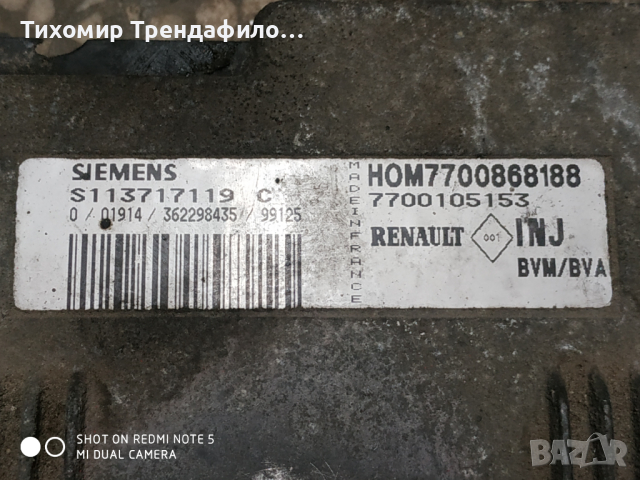 Тихомир Трендафило...
SIEMENS
S113717119 C
0 / 01914 / 362298435 // 99125
MADE IN FRANCE
HOM7700868188
7700105153
RENAULT 001 INJ
BVM/BVA
SHOT ON REDMI NOTE 5
MI DUAL CAMERA
BAZAR